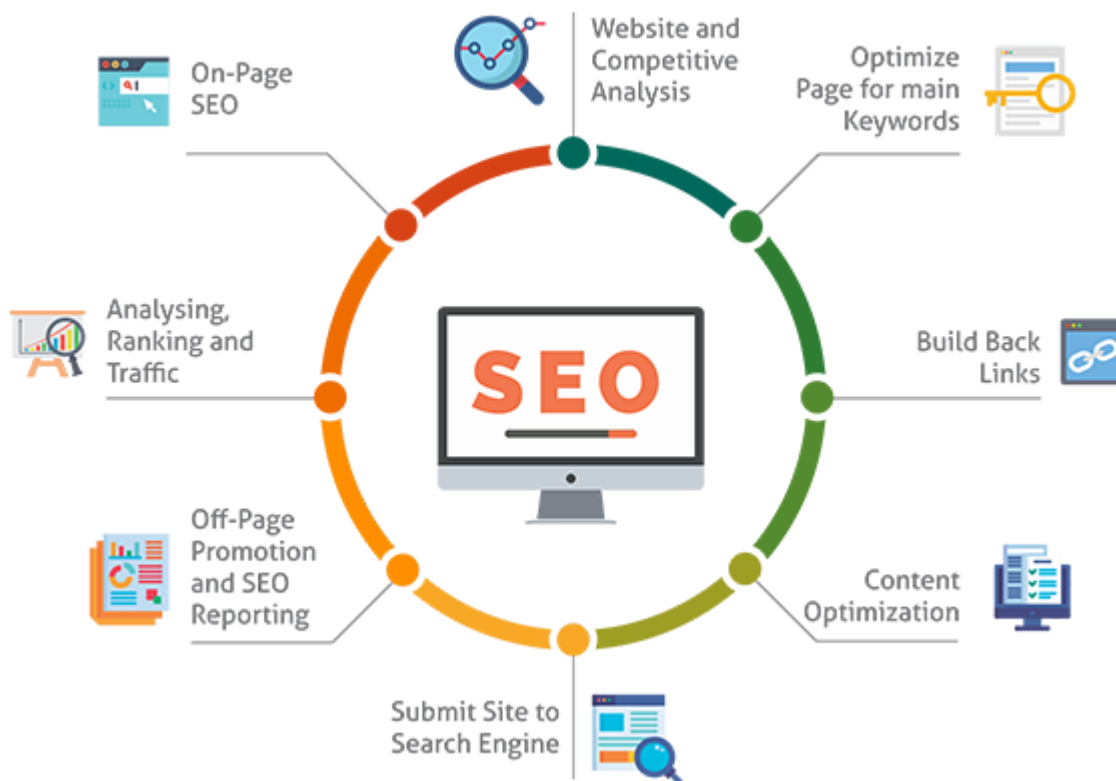 Website and
Competitive
Analysis
Optimize
Page for main
Keywords
Build Back
Links
Content
Optimization
Submit Site to
Search Engine
Off-Page
Promotion
and SEO
Reporting
Analysing,
Ranking and
Traffic
On-Page
SEO
SEO